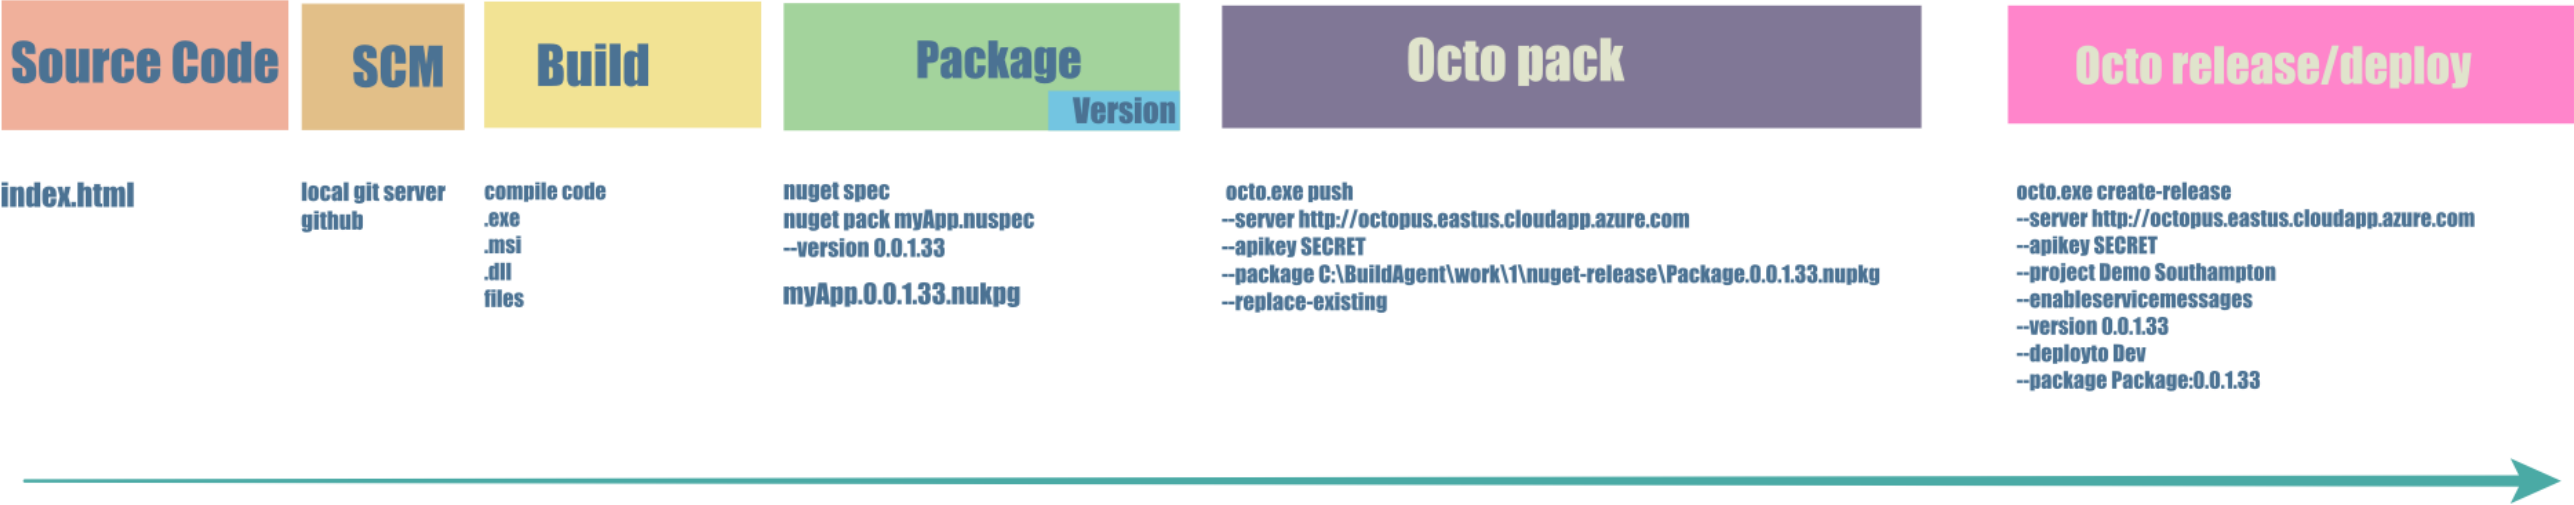 Source Code
SCM
Build
Package
Version
Octo pack
Octo release/deploy
index.html
local git server
github
compile code
.exe
.msi
.dll
files
nuget spec
nuget pack myApp.nuspec
--version 0.0.1.33
myApp.0.0.1.33.nukpg
octo.exe push
--server http://octopus.eastus.cloudapp.azure.com
--apikey SECRET
--package C:\BuildAgent\work\1\nuget-release\Package.0.0.1.33.nupkg
--replace-existing
octo.exe create-release
--server http://octopus.eastus.cloudapp.azure.com
--apikey SECRET
--project Demo Southampton
--enableservicemessages
--version 0.0.1.33
--deployto Dev
--package Package:0.0.1.33